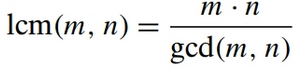 lcm(m, n) = m · n / gcd(m, n)